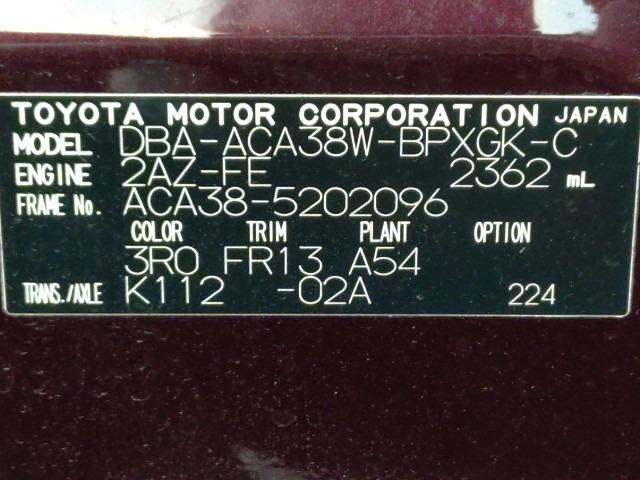 TOYOTA MOTOR CORPORATION JAPAN
MODEL DBA-ACA38W-BPXGK-C
ENGINE 2AZ-FE 2362 mL
FRAME No. ACA38-5202096
COLOR TRIM PLANT OPTION
3R0 FR13 A54
TRANS./AXLE K112 -02A 224